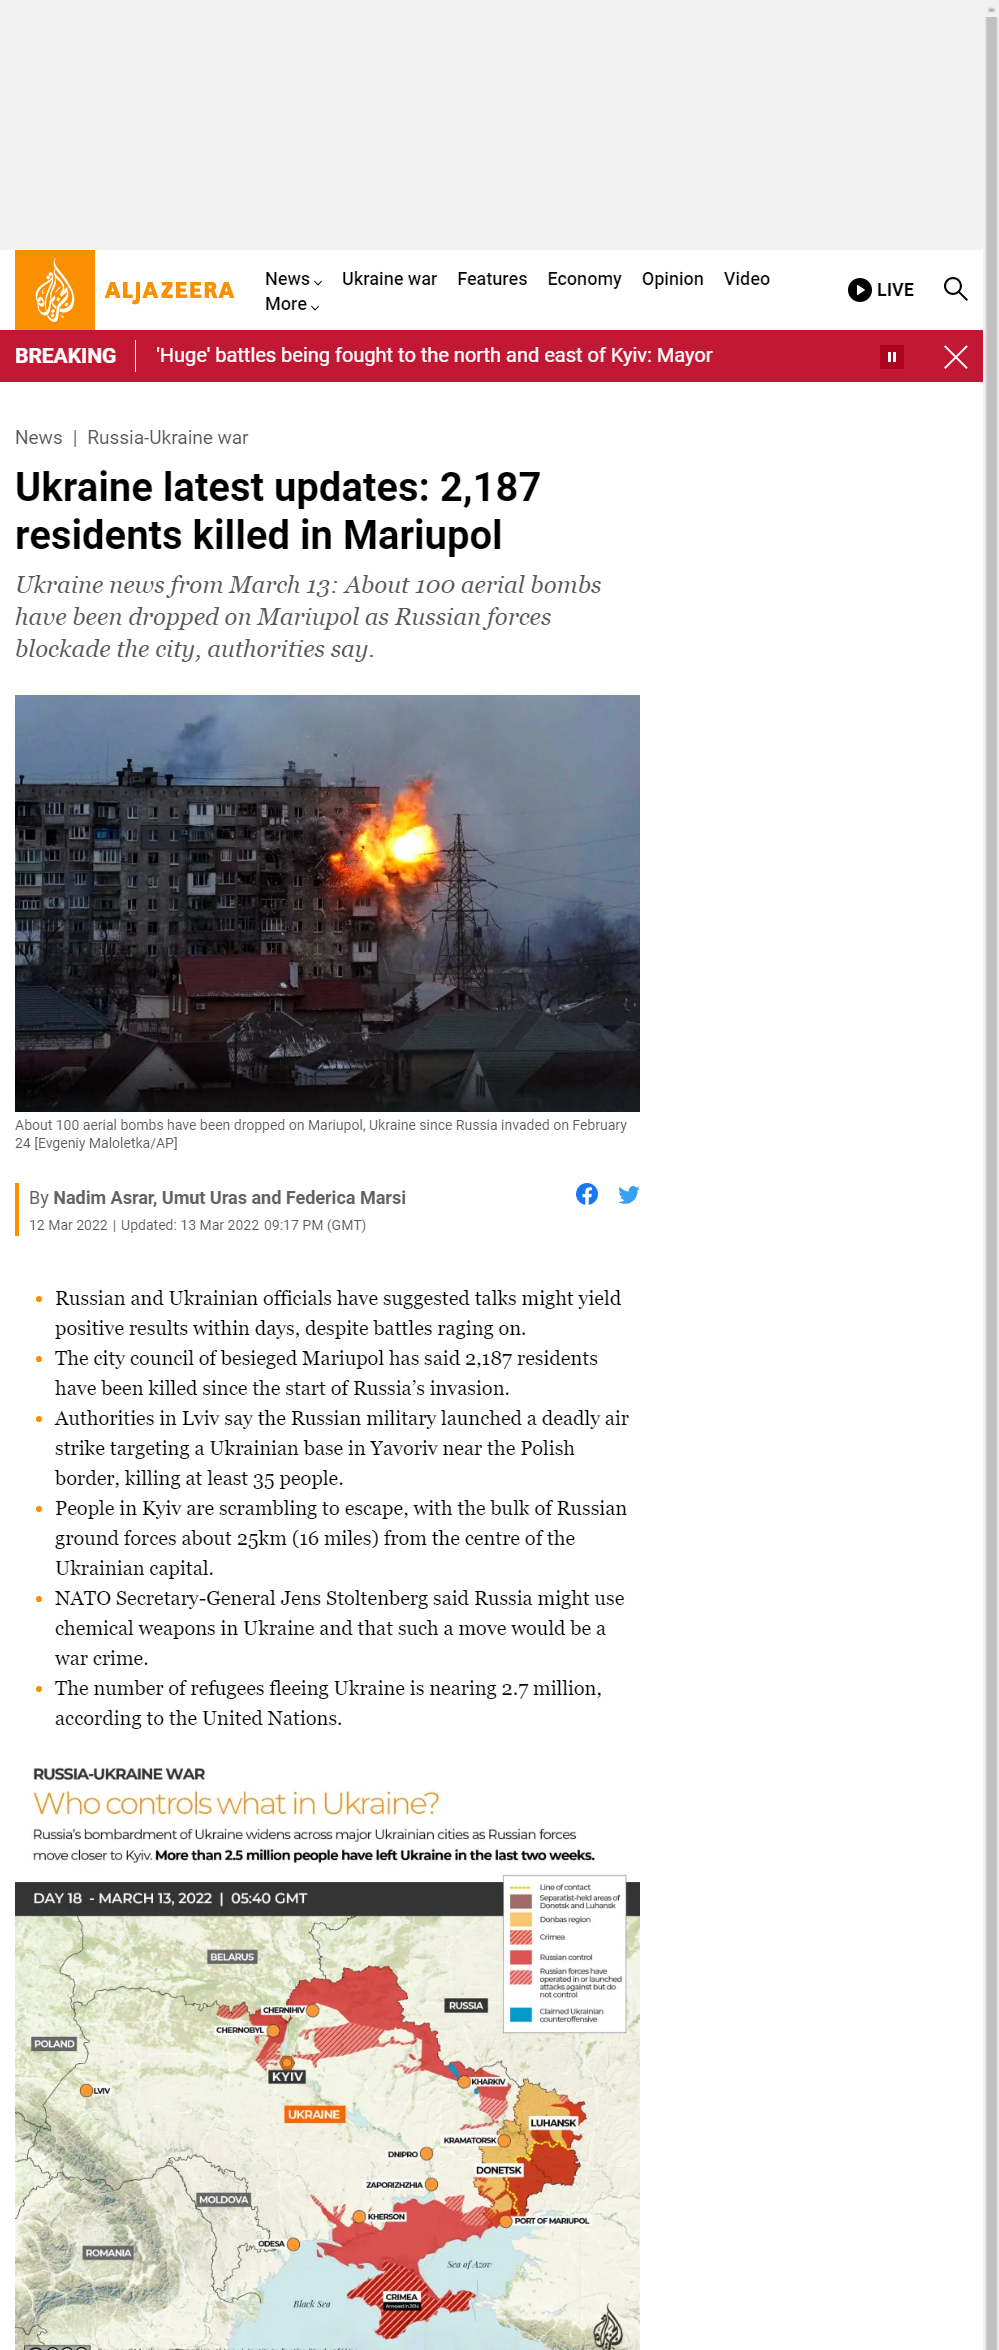 ALJAZEERA
News
Ukraine war
Features
Economy
Opinion
Video
More
LIVE
BREAKING
'Huge' battles being fought to the north and east of Kyiv: Mayor
News | Russia-Ukraine war
Ukraine latest updates: 2,187
residents killed in Mariupol
Ukraine news from March 13: About 100 aerial bombs
have been dropped on Mariupol as Russian forces
blockade the city, authorities say.
About 100 aerial bombs have been dropped on Mariupol, Ukraine since Russia invaded on February
24 [Evgeniy Maloletka/AP]
By Nadim Asrar, Umut Uras and Federica Marsi
12 Mar 2022 | Updated: 13 Mar 2022 09:17 PM (GMT)
Russian and Ukrainian officials have suggested talks might yield
positive results within days, despite battles raging on.
The city council of besieged Mariupol has said 2,187 residents
have been killed since the start of Russia’s invasion.
Authorities in Lviv say the Russian military launched a deadly air
strike targeting a Ukrainian base in Yavoriv near the Polish
border, killing at least 35 people.
People in Kyiv are scrambling to escape, with the bulk of Russian
ground forces about 25km (16 miles) from the centre of the
Ukrainian capital.
NATO Secretary-General Jens Stoltenberg said Russia might use
chemical weapons in Ukraine and that such a move would be a
war crime.
The number of refugees fleeing Ukraine is nearing 2.7 million,
according to the United Nations.
RUSSIA-UKRAINE WAR
Who controls what in Ukraine?
Russia's bombardment of Ukraine widens across major Ukrainian cities as Russian forces
move closer to Kyiv. More than 2.5 million people have left Ukraine in the last two weeks.
DAY 18 - MARCH 13, 2022 | 05:40 GMT
Line of contact
Separatist-held areas of
Donetsk and Luhansk
Donbas region
Crimea
Russian control
Russian forces have
operated in or launched
attacks against but do
not control
Claimed Ukrainian
counteroffensive
BELARUS
RUSSIA
CHERNIHIV
CHERNOBYL
POLAND
KYIV
KHARKIV
LVIV
UKRAINE
LUHANSK
KRAMATORSK
DNIPRO
DONETSK
ZAPORIZHZHIA
MOLDOVA
KHERSON
PORT OF MARIUPOL
ODESA
ROMANIA
Sea of Azov
CRIMEA
Annexed in 2014
Black Sea